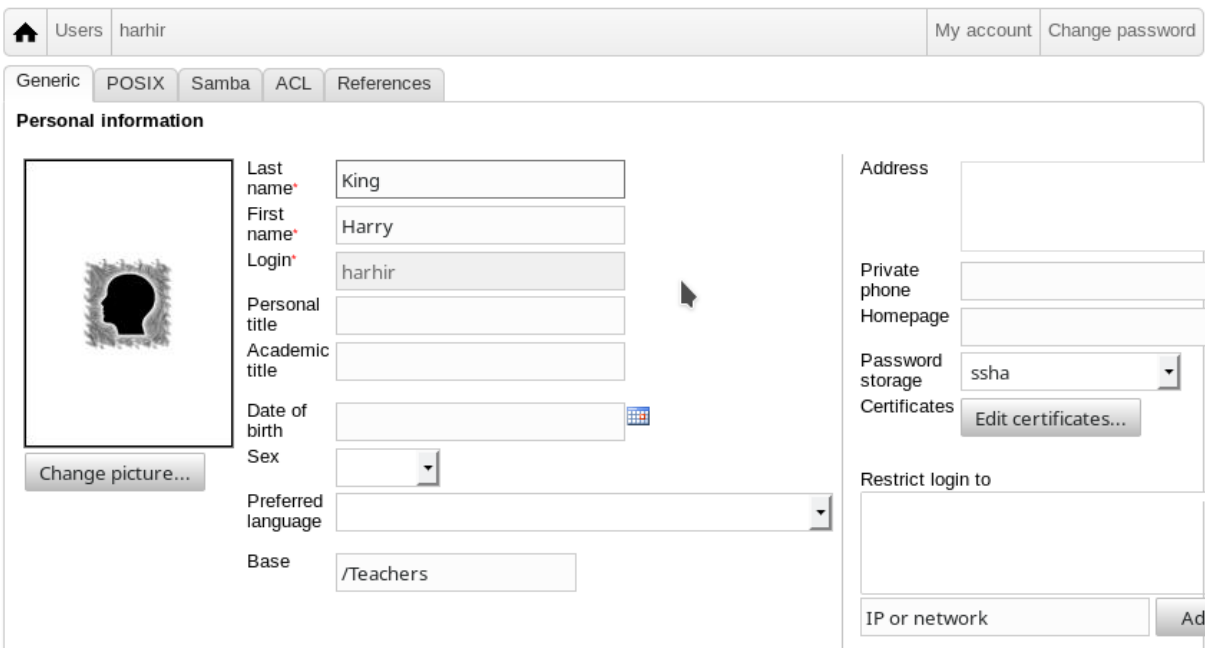 Users harhir My account Change password
Generic POSIX Samba ACL References
Personal information
Last
name*
King
First
name*
Harry
Login*
harhir
Personal
title
Academic
title
Date of
birth
Sex
Preferred
language
Base
/Teachers
Change picture...
Address
Private
phone
Homepage
Password
storage
ssha
Certificates
Edit certificates...
Restrict login to
IP or network
Ad